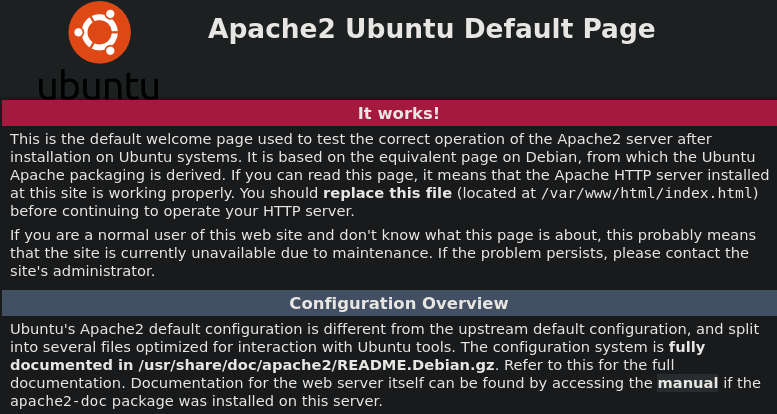 Apache2 Ubuntu Default Page
ubuntu
It works!
This is the default welcome page used to test the correct operation of the Apache2 server after
installation on Ubuntu systems. It is based on the equivalent page on Debian, from which the Ubuntu
Apache packaging is derived. If you can read this page, it means that the Apache HTTP server installed
at this site is working properly. You should replace this file (located at /var/www/html/index.html)
before continuing to operate your HTTP server.
If you are a normal user of this web site and don't know what this page is about, this probably means
that the site is currently unavailable due to maintenance. If the problem persists, please contact the
site's administrator.
Configuration Overview
Ubuntu's Apache2 default configuration is different from the upstream default configuration, and split
into several files optimized for interaction with Ubuntu tools. The configuration system is fully
documented in /usr/share/doc/apache2/README.Debian.gz. Refer to this for the full
documentation. Documentation for the web server itself can be found by accessing the manual if the
apache2-doc package was installed on this server.